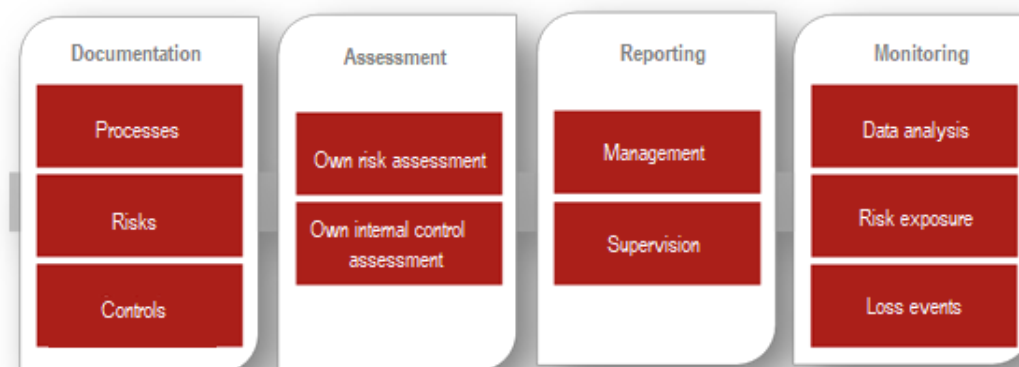 Documentation
Processes
Risks
Controls
Assessment
Own risk assessment
Own internal control
assessment
Reporting
Management
Supervision
Monitoring
Data analysis
Risk exposure
Loss events